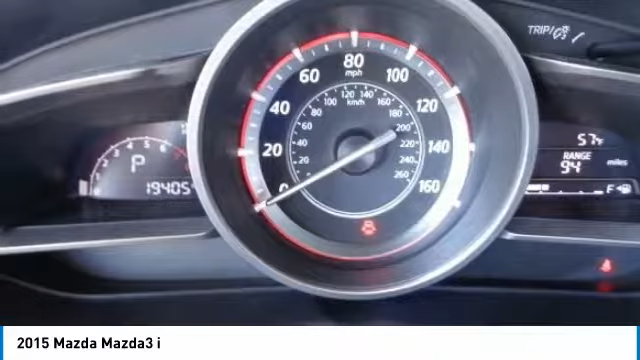 TRIP/
80
mph
60 100
120 140
100 km/h 160
40 80 180 120
60 200
57°F
40 220
20 140
RANGE
94 miles
P
20 240
0 260 160
19405
F
2015 Mazda Mazda3 i